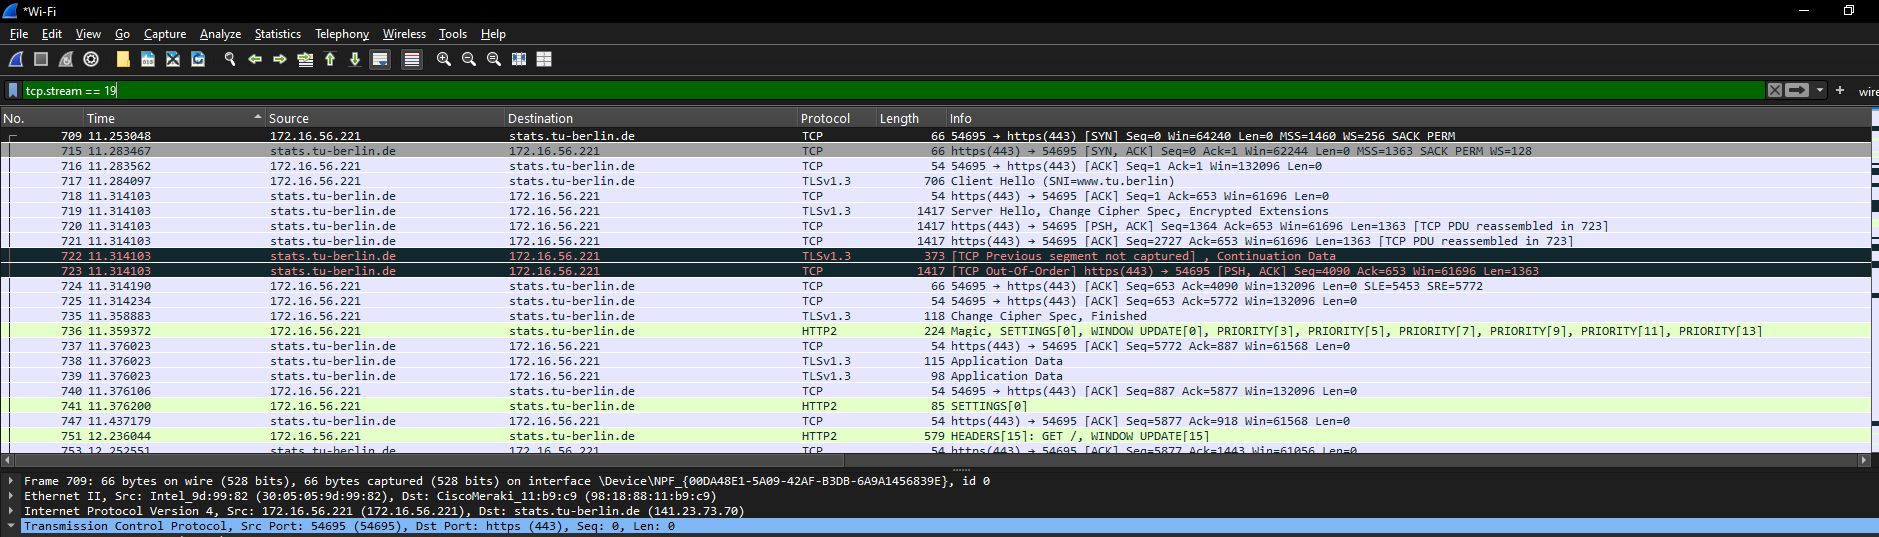 *Wi-Fi
File Edit View Go Capture Analyze Statistics Telephony Wireless Tools Help
tcp.stream == 19 wire
No. Time Source Destination Protocol Length Info
709 11.253048 172.16.56.221 stats.tu-berlin.de TCP 66 54695 → https(443) [SYN] Seq=0 Win=64240 Len=0 MSS=1460 WS=256 SACK_PERM
715 11.283467 stats.tu-berlin.de 172.16.56.221 TCP 66 https(443) → 54695 [SYN, ACK] Seq=0 Ack=1 Win=62244 Len=0 MSS=1363 SACK_PERM WS=128
716 11.283562 172.16.56.221 stats.tu-berlin.de TCP 54 54695 → https(443) [ACK] Seq=1 Ack=1 Win=132096 Len=0
717 11.284097 172.16.56.221 stats.tu-berlin.de TLSv1.3 706 Client Hello (SNI=www.tu.berlin)
718 11.314103 stats.tu-berlin.de 172.16.56.221 TCP 54 https(443) → 54695 [ACK] Seq=1 Ack=653 Win=61696 Len=0
719 11.314103 stats.tu-berlin.de 172.16.56.221 TLSv1.3 1417 Server Hello, Change Cipher Spec, Encrypted Extensions
720 11.314103 stats.tu-berlin.de 172.16.56.221 TCP 1417 https(443) → 54695 [PSH, ACK] Seq=1364 Ack=653 Win=61696 Len=1363 [TCP PDU reassembled in 723]
721 11.314103 stats.tu-berlin.de 172.16.56.221 TCP 1417 https(443) → 54695 [ACK] Seq=2727 Ack=653 Win=61696 Len=1363 [TCP PDU reassembled in 723]
722 11.314103 stats.tu-berlin.de 172.16.56.221 TLSv1.3 373 [TCP Previous segment not captured] , Continuation Data
723 11.314103 stats.tu-berlin.de 172.16.56.221 TCP 1417 [TCP Out-Of-Order] https(443) → 54695 [PSH, ACK] Seq=4090 Ack=653 Win=61696 Len=1363
724 11.314190 172.16.56.221 stats.tu-berlin.de TCP 66 54695 → https(443) [ACK] Seq=653 Ack=4090 Win=132096 Len=0 SLE=5453 SRE=5772
725 11.314234 172.16.56.221 stats.tu-berlin.de TCP 54 54695 → https(443) [ACK] Seq=653 Ack=5772 Win=132096 Len=0
735 11.358883 172.16.56.221 stats.tu-berlin.de TLSv1.3 118 Change Cipher Spec, Finished
736 11.359372 172.16.56.221 stats.tu-berlin.de HTTP2 224 Magic, SETTINGS[0], WINDOW_UPDATE[0], PRIORITY[3], PRIORITY[5], PRIORITY[7], PRIORITY[9], PRIORITY[11], PRIORITY[13]
737 11.376023 stats.tu-berlin.de 172.16.56.221 TCP 54 https(443) → 54695 [ACK] Seq=5772 Ack=887 Win=61568 Len=0
738 11.376023 stats.tu-berlin.de 172.16.56.221 TLSv1.3 115 Application Data
739 11.376023 stats.tu-berlin.de 172.16.56.221 TLSv1.3 98 Application Data
740 11.376106 172.16.56.221 stats.tu-berlin.de TCP 54 54695 → https(443) [ACK] Seq=887 Ack=5877 Win=132096 Len=0
741 11.376200 172.16.56.221 stats.tu-berlin.de HTTP2 85 SETTINGS[0]
747 11.437179 stats.tu-berlin.de 172.16.56.221 TCP 54 https(443) → 54695 [ACK] Seq=5877 Ack=918 Win=61568 Len=0
751 12.236044 172.16.56.221 stats.tu-berlin.de HTTP2 579 HEADERS[15]: GET /, WINDOW_UPDATE[15]
753 12.252551 stats.tu-berlin.de 172.16.56.221 TCP 54 https(443) → 54695 [ACK] Seq=5877 Ack=1443 Win=61056 Len=0
Frame 709: 66 bytes on wire (528 bits), 66 bytes captured (528 bits) on interface \Device\NPF_{00DA48E1-5A09-42AF-B3DB-6A9A1456839E}, id 0
Ethernet II, Src: Intel_9d:99:82 (30:05:05:9d:99:82), Dst: CiscoMeraki_11:b9:c9 (98:18:88:11:b9:c9)
Internet Protocol Version 4, Src: 172.16.56.221 (172.16.56.221), Dst: stats.tu-berlin.de (141.23.73.70)
Transmission Control Protocol, Src Port: 54695 (54695), Dst Port: https (443), Seq: 0, Len: 0